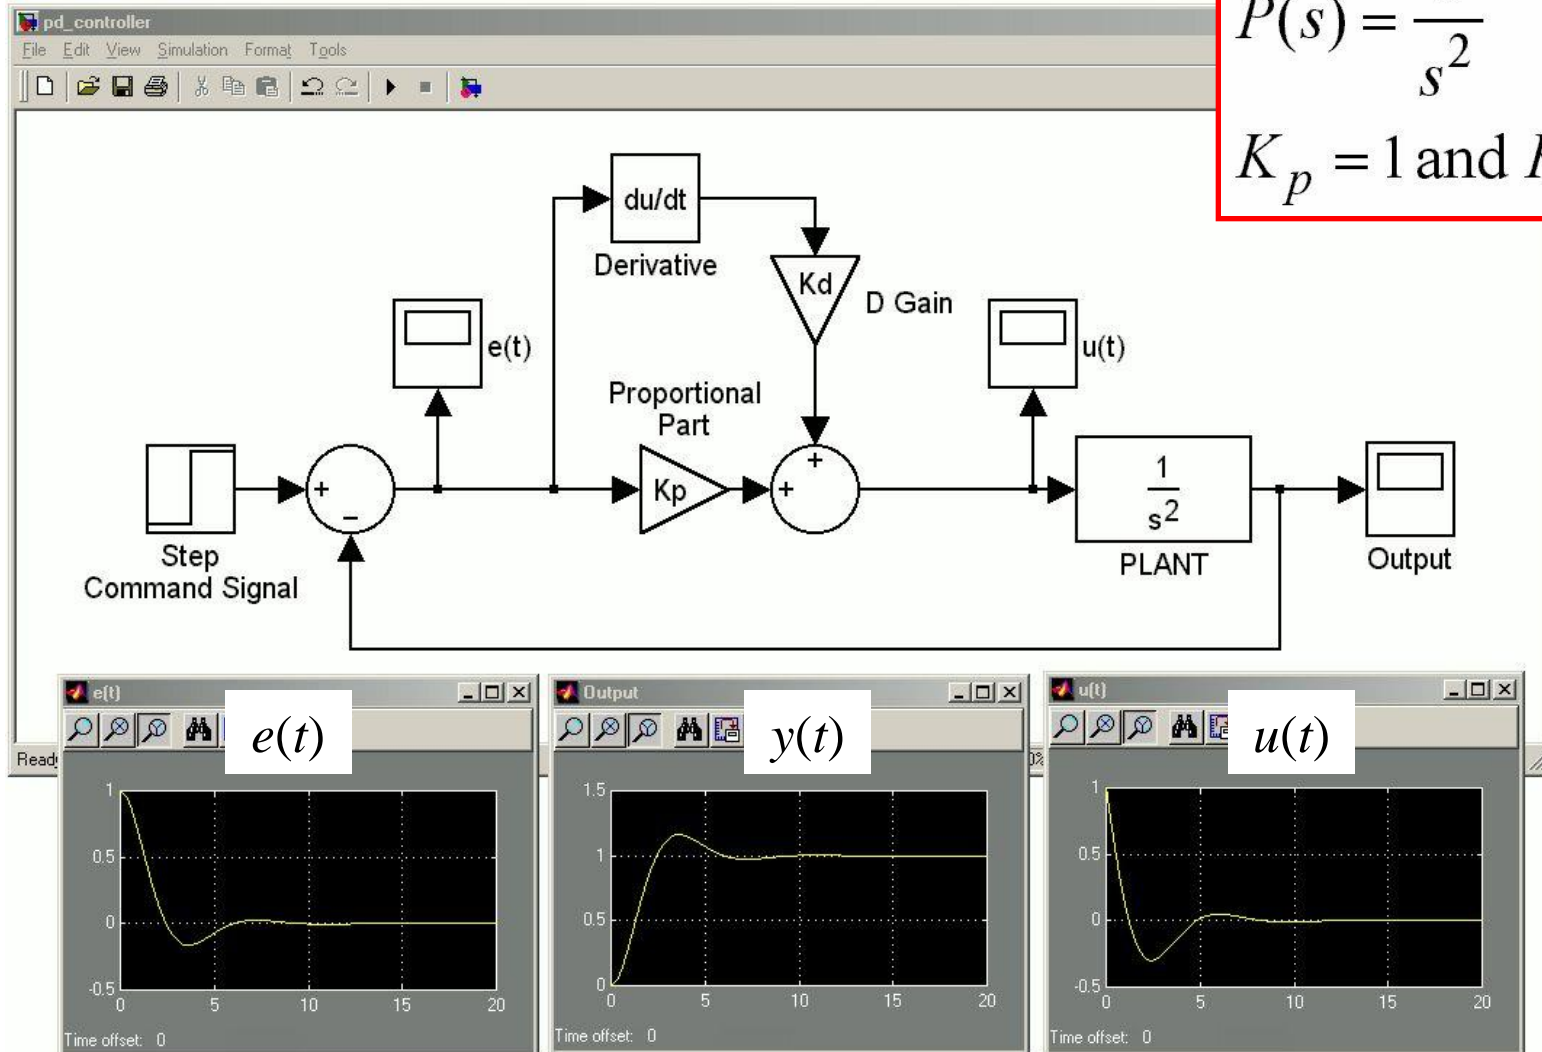 pd_controller
File Edit View Simulation Format Tools
P(s) = 
s²
K_p = 1 and
du/dt
Derivative
Kd
D Gain
e(t)
u(t)
Proportional
Part
+
+
+
−
Kp
1
s²
PLANT
Step
Command Signal
Output
e(t)
e(t)
1
0.5
0
-0.5
0 5 10 15 20
Time offset: 0
Output
y(t)
1.5
1
0.5
0
0 5 10 15 20
Time offset: 0
u(t)
u(t)
1
0.5
0
-0.5
0 5 10 15 20
Time offset: 0